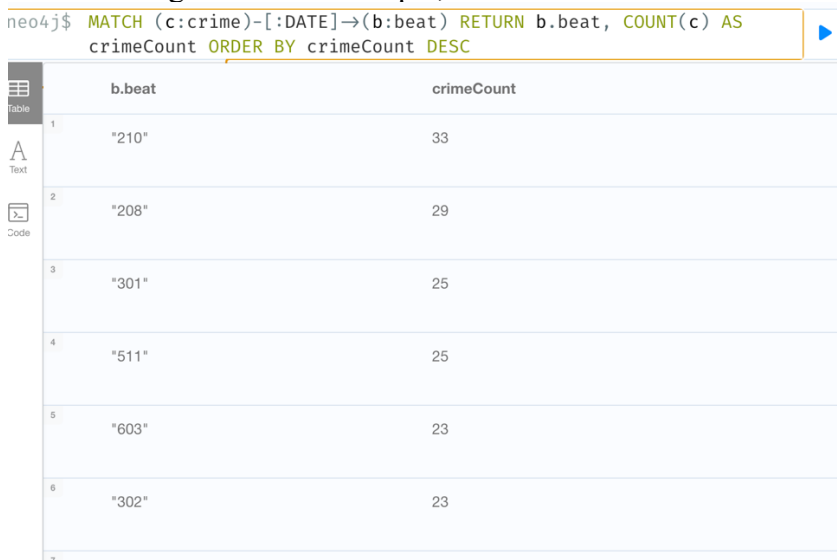 neo4j$ MATCH (c:crime)-[:DATE]→(b:beat) RETURN b.beat, COUNT(c) AS
crimeCount ORDER BY crimeCount DESC
Table
b.beat crimeCount
1
"210" 33
A
Text
2
"208" 29
Code
3
"301" 25
4
"511" 25
5
"603" 23
6
"302" 23